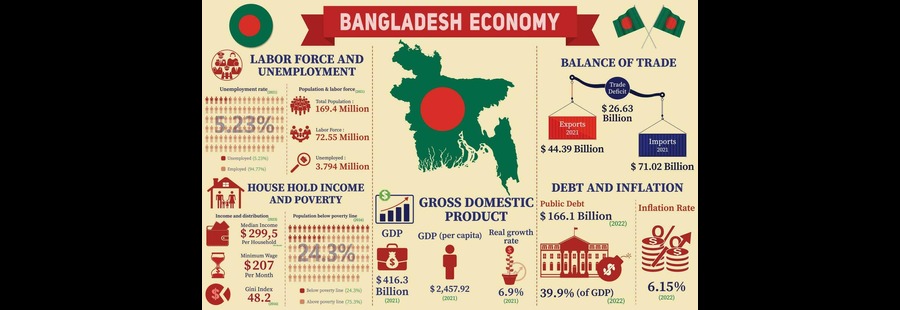 BANGLADESH ECONOMY
LABOR FORCE AND
UNEMPLOYMENT
Unemployment rate
(2021)
5.23%
Unemployed (5.23%)
Employed (94.77%)
Population & labor force
(2021)
Total Population :
169.4 Million
Labor Force :
72.55 Million
Unemployed :
3.794 Million
HOUSE HOLD INCOME
AND POVERTY
Income and distribution
Median Income
$ 299,5
Per Household
Minimum Wage
$ 207
Per Month
Gini Index
48.2
Population below poverty line
24.3%
Below poverty line (24.3%)
Above poverty line (75.3%)
GROSS DOMESTIC
PRODUCT
GDP
$ 416.3
Billion
(2021)
GDP (per capita)
$ 2,457.92
(2021)
Real growth
rate
6.9%
(2021)
BALANCE OF TRADE
Trade
Deficit
$ 26.63
Billion
Exports
2021
$ 44.39 Billion
Imports
2021
$ 71.02 Billion
DEBT AND INFLATION
Public Debt
$ 166.1 Billion
(2022)
39.9% (of GDP)
(2022)
Inflation Rate
6.15%
(2022)